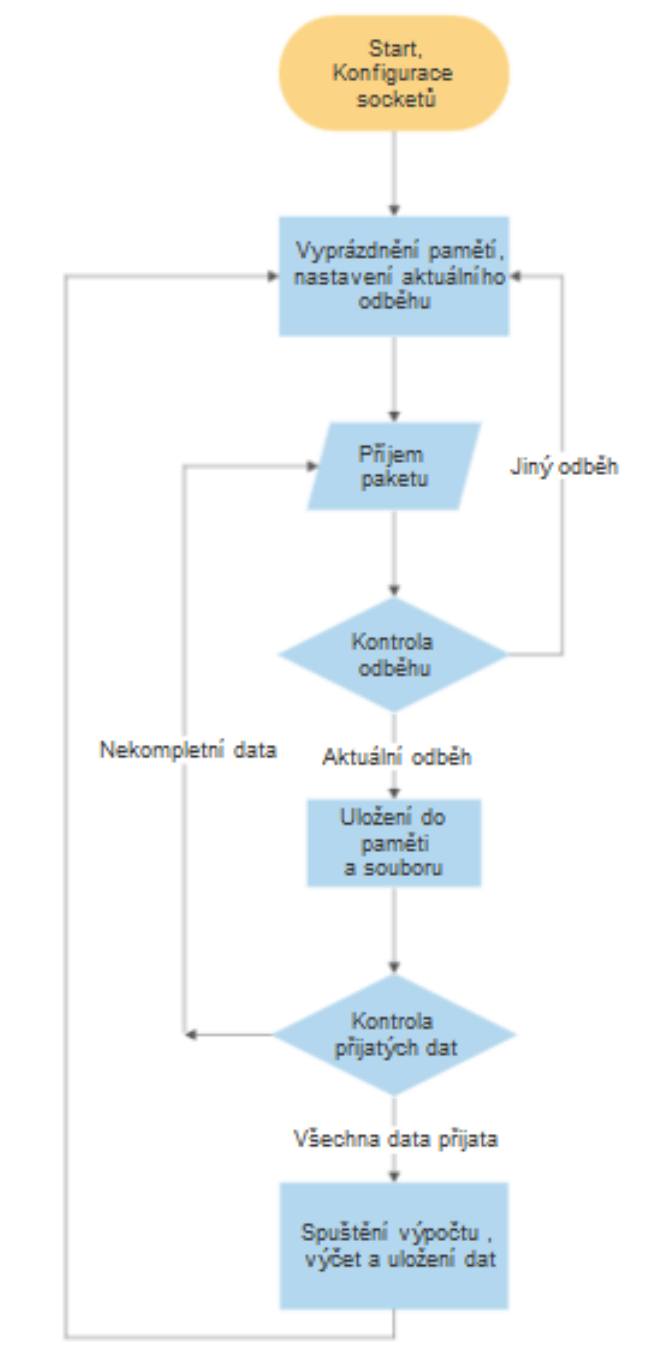 Start,
Konfigurace
socketů
Vyprázdnění pamětí,
nastavení aktuálního
odběhu
Příjem
paketu
Jiný odběh
Kontrola
odběhu
Nekompletní data
Aktuální odběh
Uložení do
paměti
a souboru
Kontrola
přijatých dat
Všechna data přijata
Spuštění výpočtu ,
výčet a uložení dat